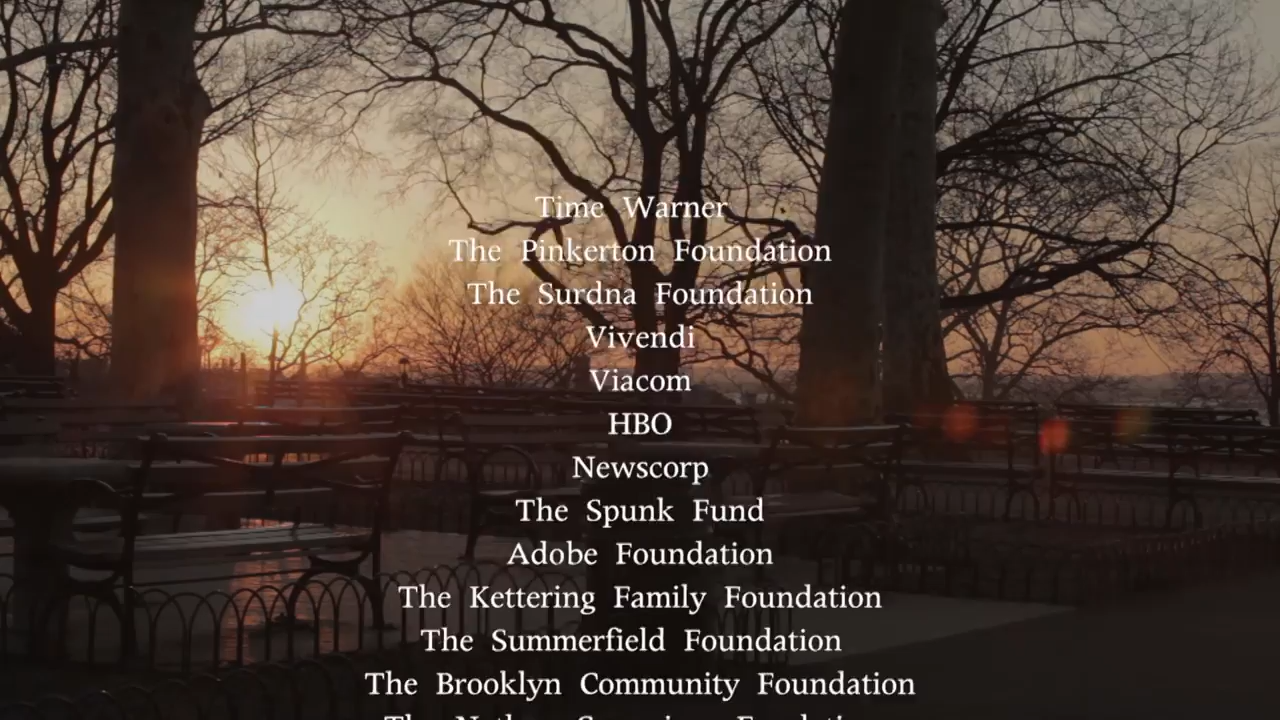 Time Warner
The Pinkerton Foundation
The Surdna Foundation
Vivendi
Viacom
HBO
Newscorp
The Spunk Fund
Adobe Foundation
The Kettering Family Foundation
The Summerfield Foundation
The Brooklyn Community Foundation
The